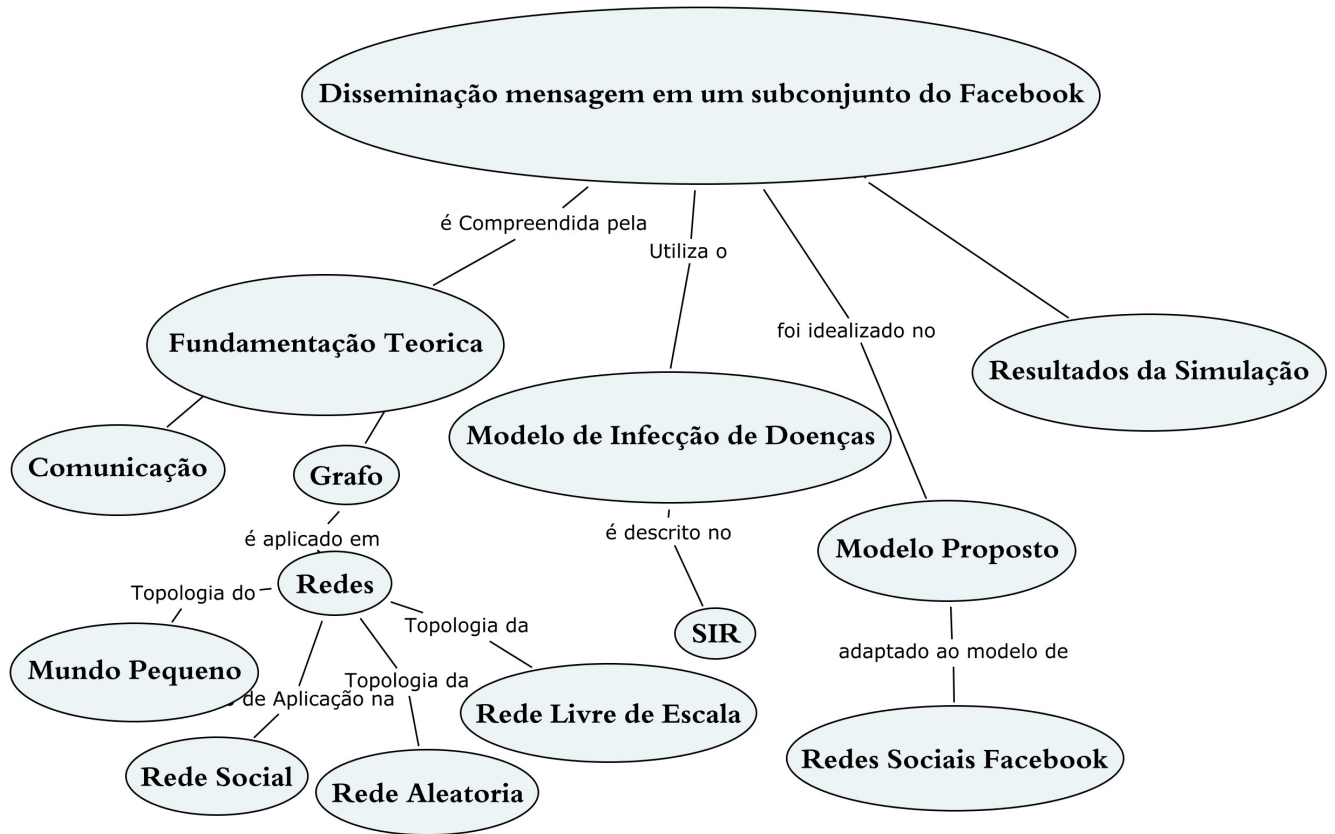 Disseminação mensagem em um subconjunto do Facebook
é Compreendida pela
Utiliza o
foi idealizado no
Fundamentação Teorica
Resultados da Simulação
Modelo de Infecção de Doenças
Comunicação
Grafo
é aplicado em
é descrito no
Modelo Proposto
Redes
Topologia do
Topologia da
SIR
adaptado ao modelo de
Mundo Pequeno
Topologia da
de Aplicação na
Rede Livre de Escala
Redes Sociais Facebook
Rede Social
Rede Aleatoria